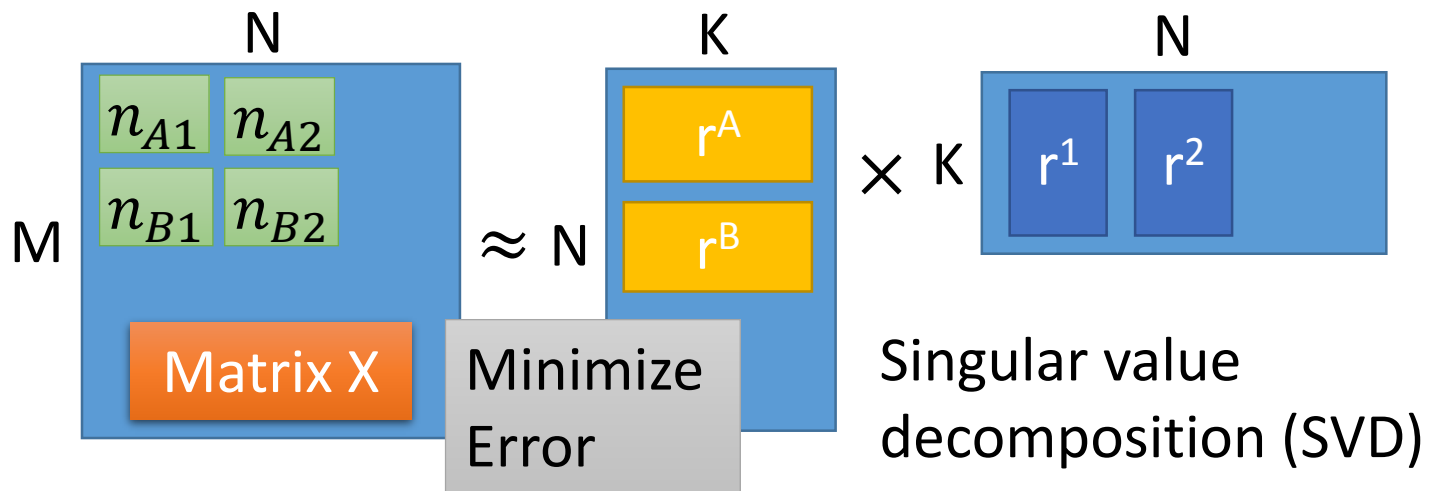 N
K
N
n_{A1} n_{A2}
r^A
r^1 r^2
× K
n_{B1} n_{B2}
M
≈ N
r^B
Matrix X
Minimize
Error
Singular value
decomposition (SVD)